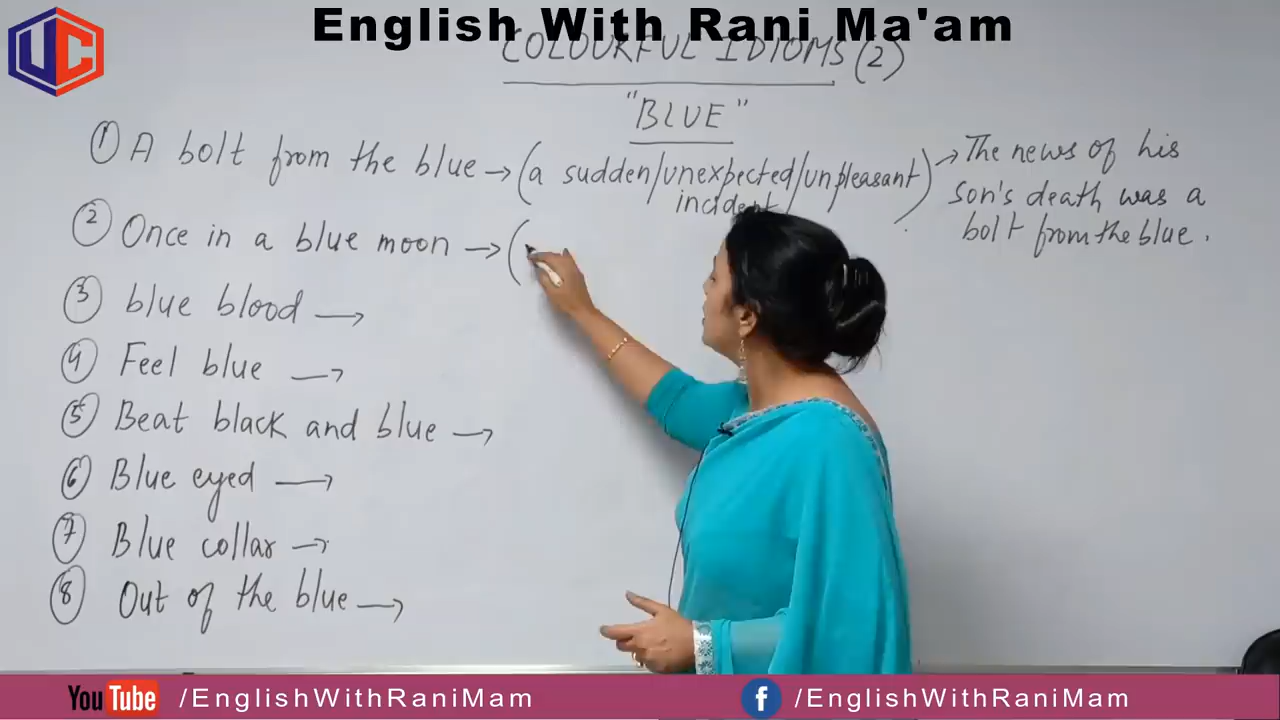 English With Rani Ma'am
UC
COLOURFUL IDIOMS (2)
"BLUE"
① A bolt from the blue → (a sudden/unexpected/unpleasant incident) → The news of his
son's death was a
bolt from the blue.
② Once in a blue moon → (
③ blue blood →
④ Feel blue →
⑤ Beat black and blue →
⑥ Blue eyed →
⑦ Blue collar →
⑧ Out of the blue →
YouTube /EnglishWithRaniMam
f /EnglishWithRaniMam